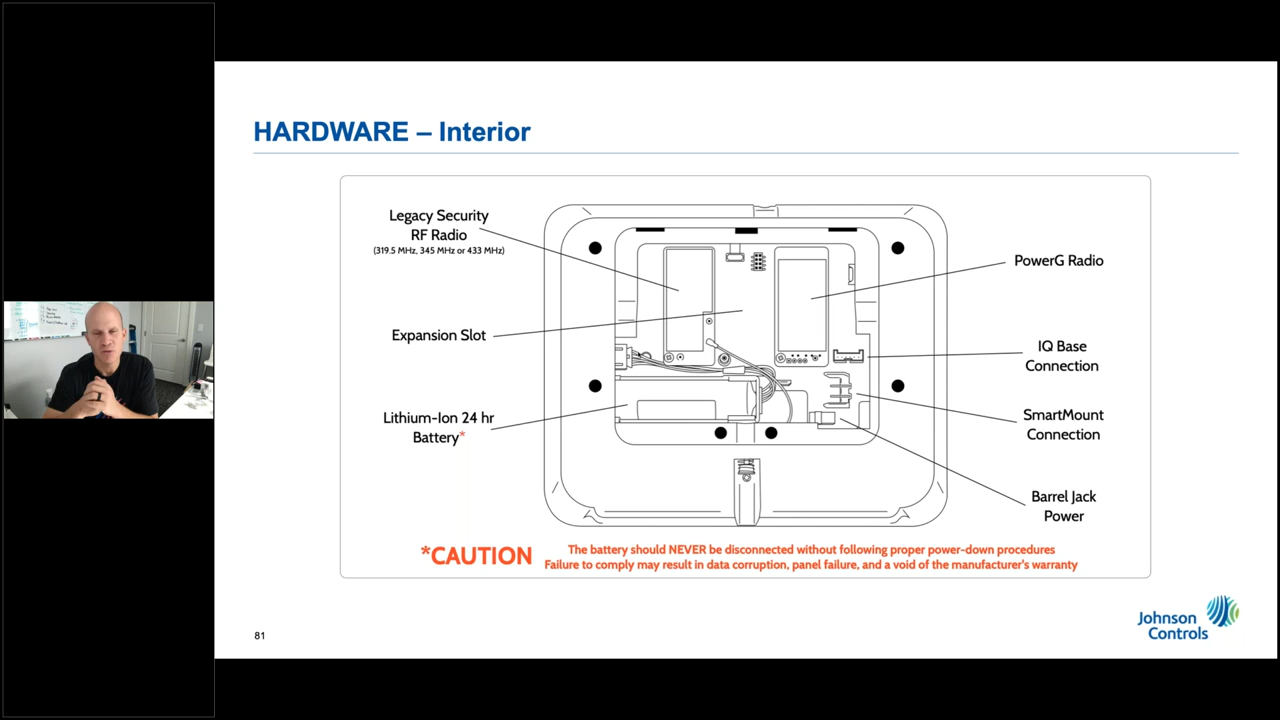 HARDWARE – Interior
Legacy Security
RF Radio
(319.5 MHz, 345 MHz or 433 MHz)
Expansion Slot
Lithium-Ion 24 hr
Battery*
PowerG Radio
IQ Base
Connection
SmartMount
Connection
Barrel Jack
Power
*CAUTION
The battery should NEVER be disconnected without following proper power-down procedures
Failure to comply may result in data corruption, panel failure, and a void of the manufacturer's warranty
81
Johnson
Controls